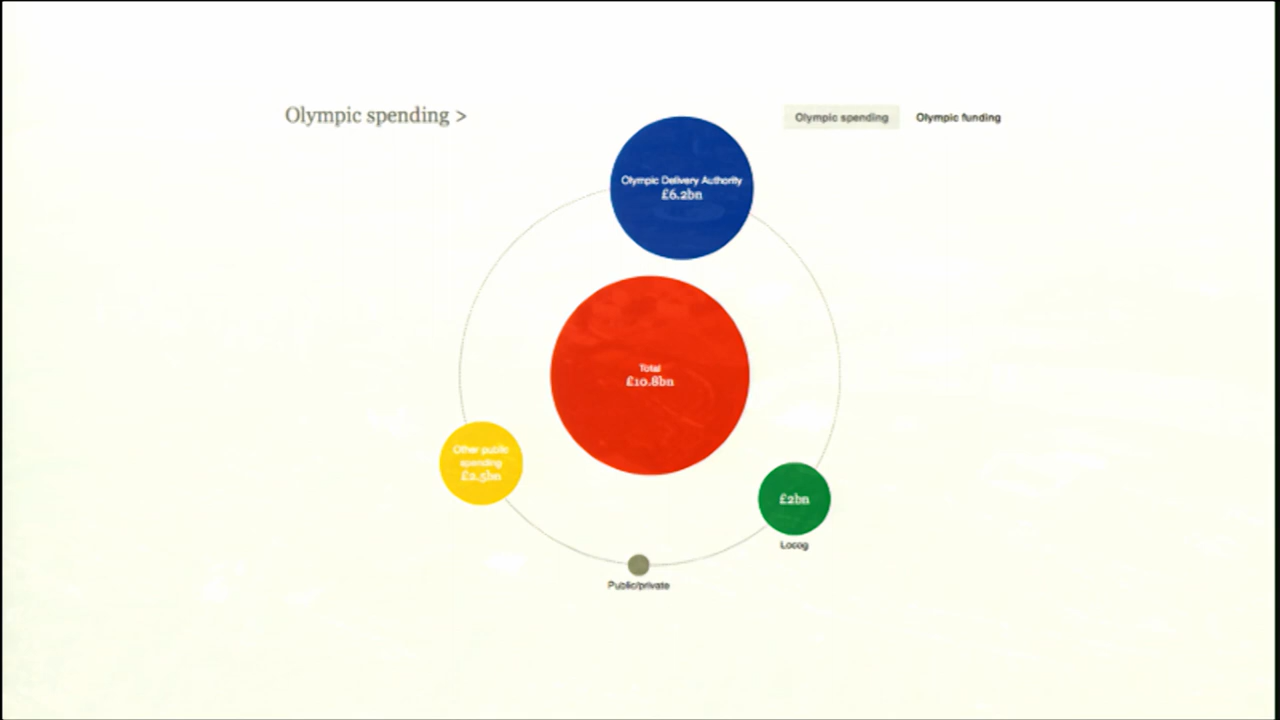 Olympic spending >
Olympic spending
Olympic funding
Olympic Delivery Authority
£6.2bn
Total
£10.8bn
Other public
spending
£2.5bn
£2bn
Locog
Public/private